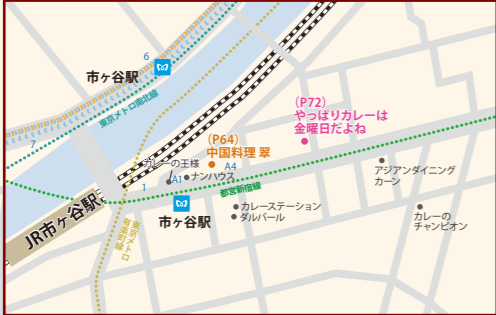 6
市ヶ谷駅
東京メトロ南北線
7
(P72)
やっぱりカレーは
金曜日だよね
(P64)
中国料理 翠
カレーの王様
A4
ナンハウス
A1
1
都営新宿線
アジアンダイニング
カーン
JR市ヶ谷駅
市ヶ谷駅
カレーステーション
ダルバール
カレーの
チャンピオン
東京メトロ
有楽町線